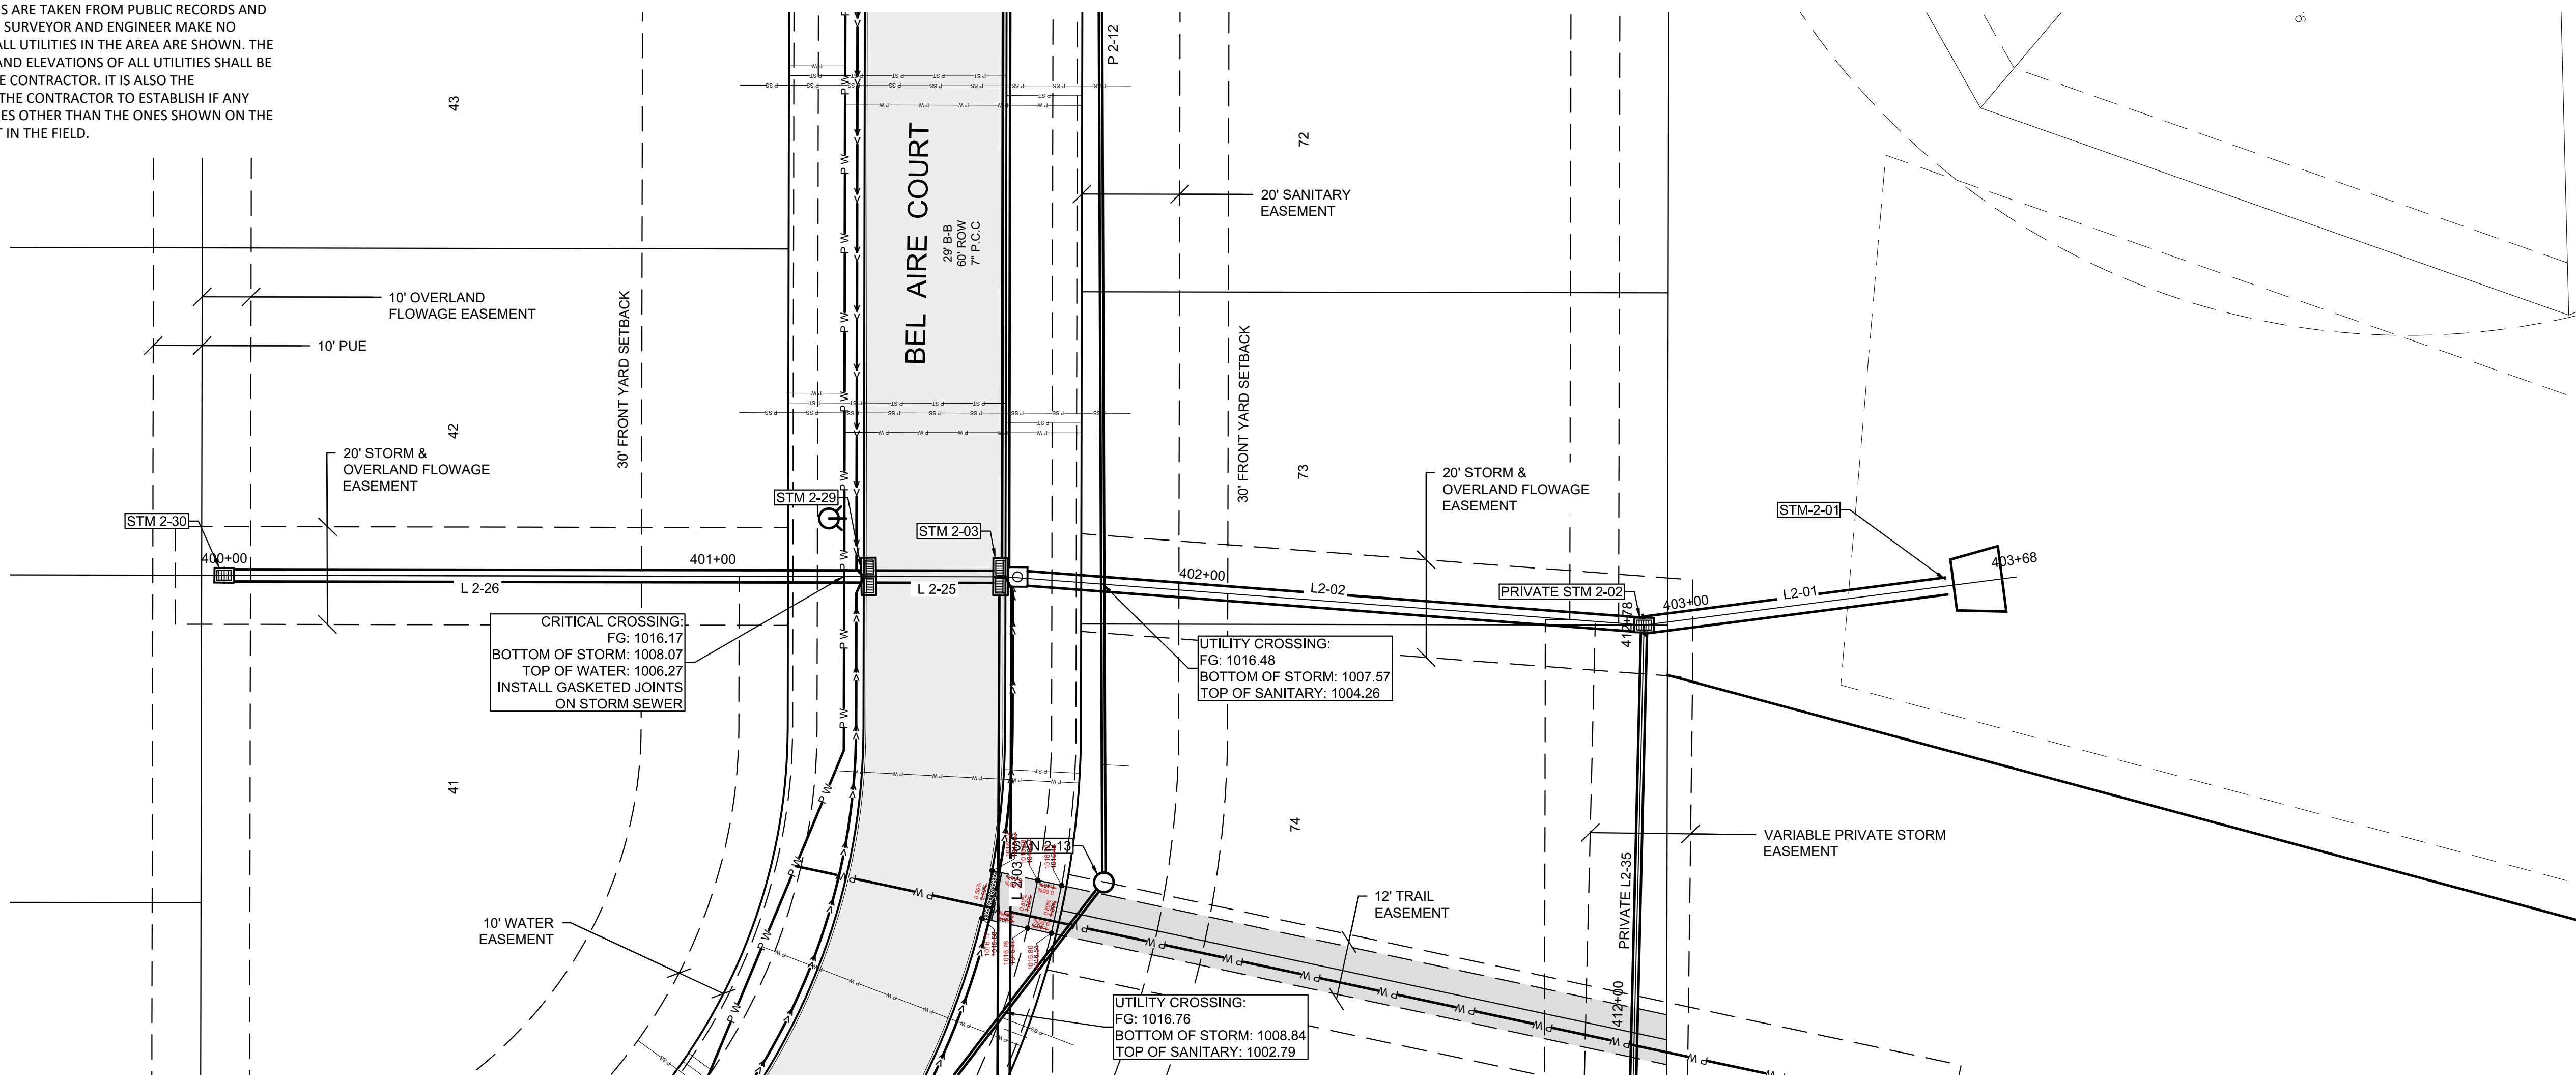 S ARE TAKEN FROM PUBLIC RECORDS AND
SURVEYOR AND ENGINEER MAKE NO
ALL UTILITIES IN THE AREA ARE SHOWN. THE
AND ELEVATIONS OF ALL UTILITIES SHALL BE
E CONTRACTOR. IT IS ALSO THE
THE CONTRACTOR TO ESTABLISH IF ANY
ES OTHER THAN THE ONES SHOWN ON THE
T IN THE FIELD.
43
42
41
72
73
74
P 2-12
BEL AIRE COURT
29' B-B
60' ROW
7" P.C.C
20' SANITARY
EASEMENT
10' OVERLAND
FLOWAGE EASEMENT
10' PUE
30' FRONT YARD SETBACK
30' FRONT YARD SETBACK
20' STORM &
OVERLAND FLOWAGE
EASEMENT
20' STORM &
OVERLAND FLOWAGE
EASEMENT
STM 2-30
STM 2-29
STM 2-03
STM-2-01
PRIVATE STM 2-02
400+00
401+00
402+00
403+00
403+68
L 2-26
L 2-25
L2-02
L2-01
412+78
CRITICAL CROSSING:
FG: 1016.17
BOTTOM OF STORM: 1008.07
TOP OF WATER: 1006.27
INSTALL GASKETED JOINTS
ON STORM SEWER
UTILITY CROSSING:
FG: 1016.48
BOTTOM OF STORM: 1007.57
TOP OF SANITARY: 1004.26
SAN 2-13
L 2-03
VARIABLE PRIVATE STORM
EASEMENT
PRIVATE L2-35
412+00
12' TRAIL
EASEMENT
10' WATER
EASEMENT
UTILITY CROSSING:
FG: 1016.76
BOTTOM OF STORM: 1008.84
TOP OF SANITARY: 1002.79
P W
P ST
P SS